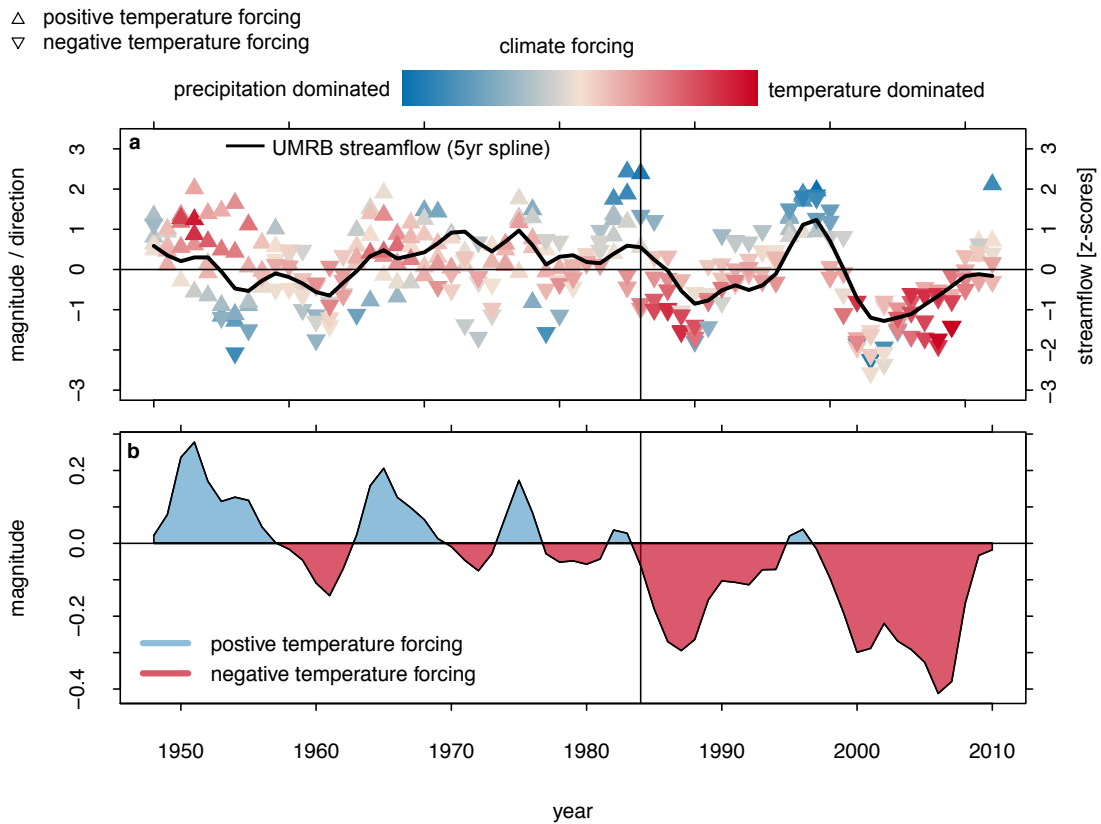 positive temperature forcing
negative temperature forcing
climate forcing
precipitation dominated
temperature dominated
a
UMRB streamflow (5yr spline)
magnitude / direction
3
2
1
0
−1
−2
−3
streamflow [z-scores]
3
2
1
0
−1
−2
−3
b
magnitude
0.2
0.0
−0.2
−0.4
postive temperature forcing
negative temperature forcing
1950 1960 1970 1980 1990 2000 2010
year